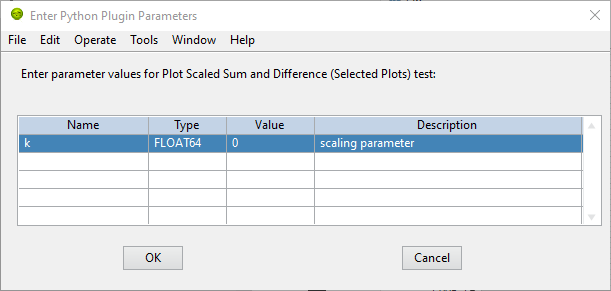 Enter Python Plugin Parameters
File Edit Operate Tools Window Help
Enter parameter values for Plot Scaled Sum and Difference (Selected Plots) test:
Name Type Value Description
k FLOAT64 0 scaling parameter
OK Cancel